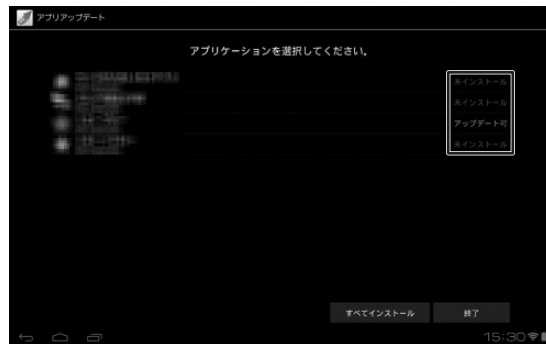 アプリアップデート
アプリケーションを選択してください。
未インストール
未インストール
アップデート可
未インストール
すべてインストール 終了
15:30